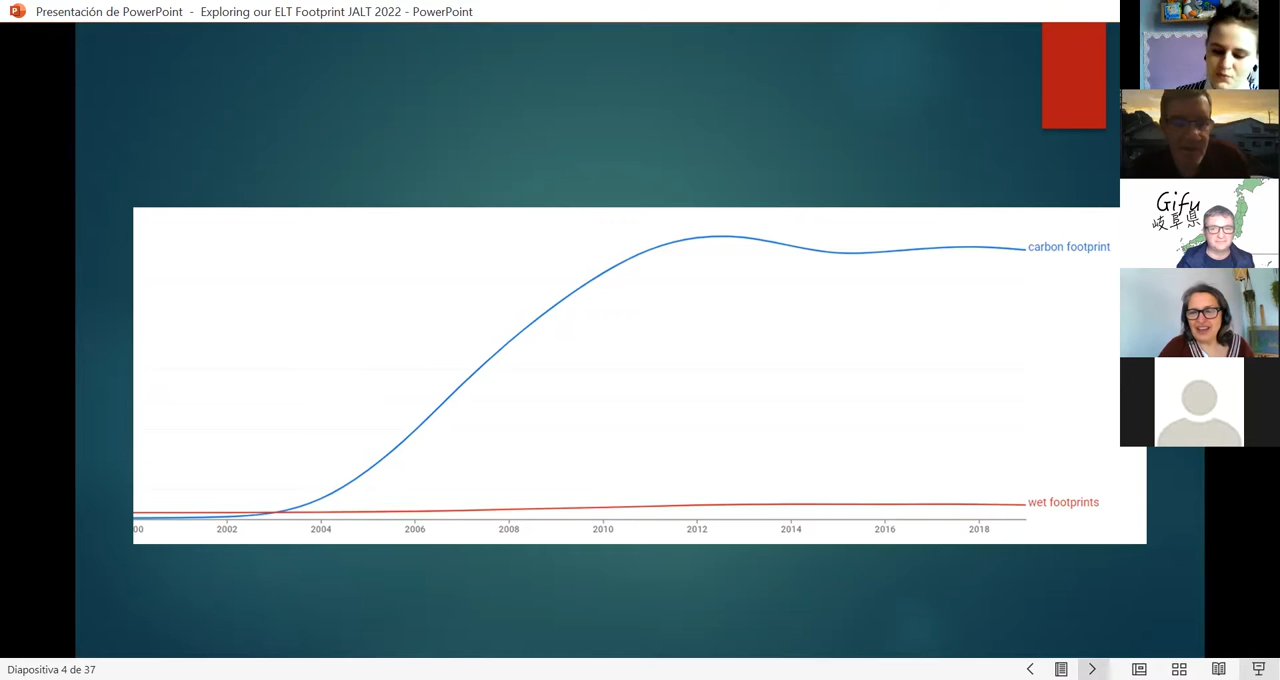 Presentación de PowerPoint - Exploring our ELT Footprint JALT 2022 - PowerPoint
Gifu
岐阜県
carbon footprint
wet footprints
00 2002 2004 2006 2008 2010 2012 2014 2016 2018
Diapositiva 4 de 37